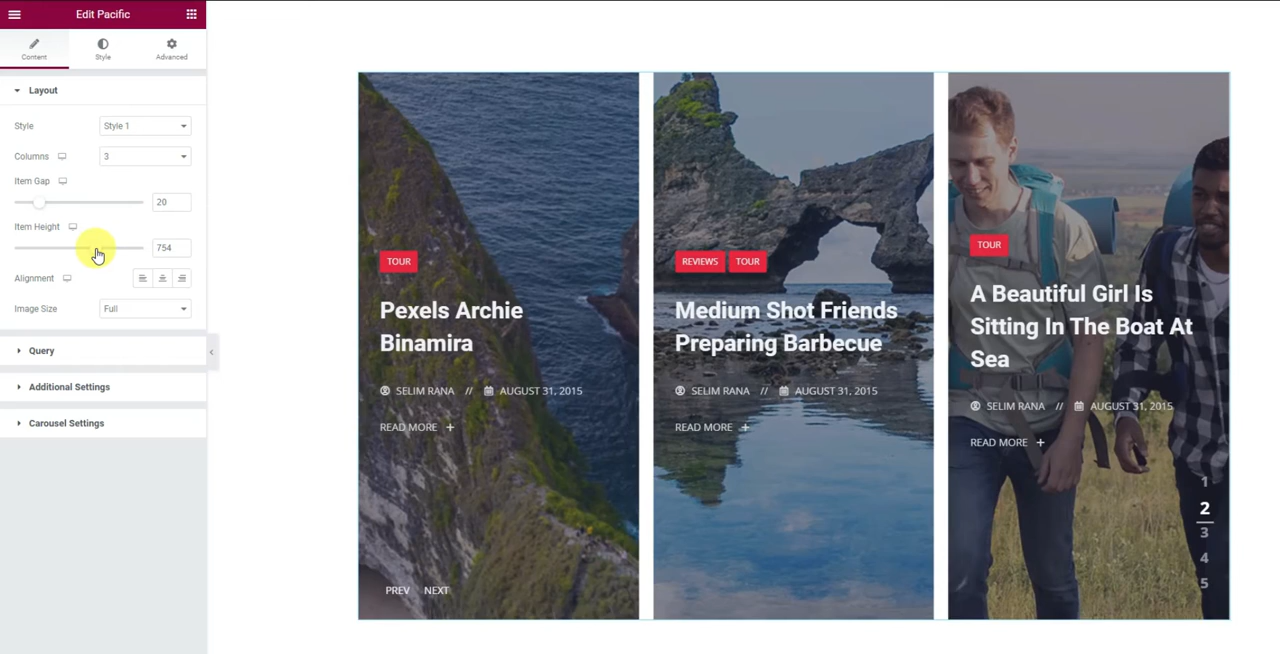 Edit Pacific
Content
Style
Advanced
Layout
Style
Style 1
Columns
3
Item Gap
20
Item Height
754
Alignment
Image Size
Full
Query
Additional Settings
Carousel Settings
TOUR
Pexels Archie
Binamira
SELIM RANA // AUGUST 31, 2015
READ MORE +
PREV NEXT
REVIEWS TOUR
Medium Shot Friends
Preparing Barbecue
SELIM RANA // AUGUST 31, 2015
READ MORE +
TOUR
A Beautiful Girl Is
Sitting In The Boat At
Sea
SELIM RANA // AUGUST 31, 2015
READ MORE +
1
2
3
4
5